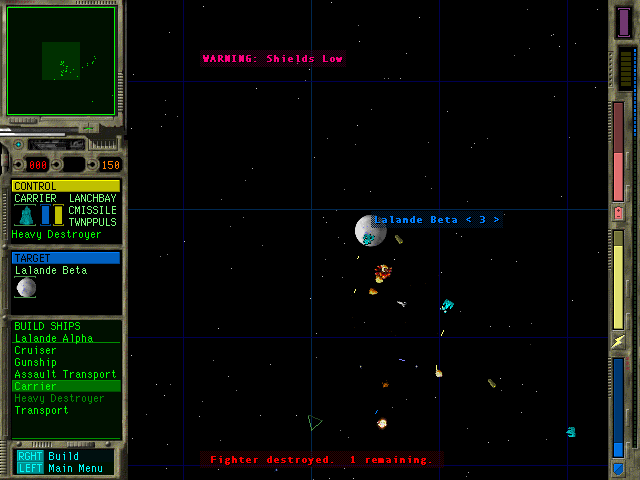 WARNING: Shields Low
000
150
CONTROL
CARRIER LANCHBAY
CMISSILE
TWNPPULS
Heavy Destroyer
Lalande Beta < 3 >
TARGET
Lalande Beta
BUILD SHIPS
Lalande Alpha
Cruiser
Gunship
Assault Transport
Carrier
Heavy Destroyer
Transport
RGHT Build
LEFT Main Menu
Fighter destroyed. 1 remaining.